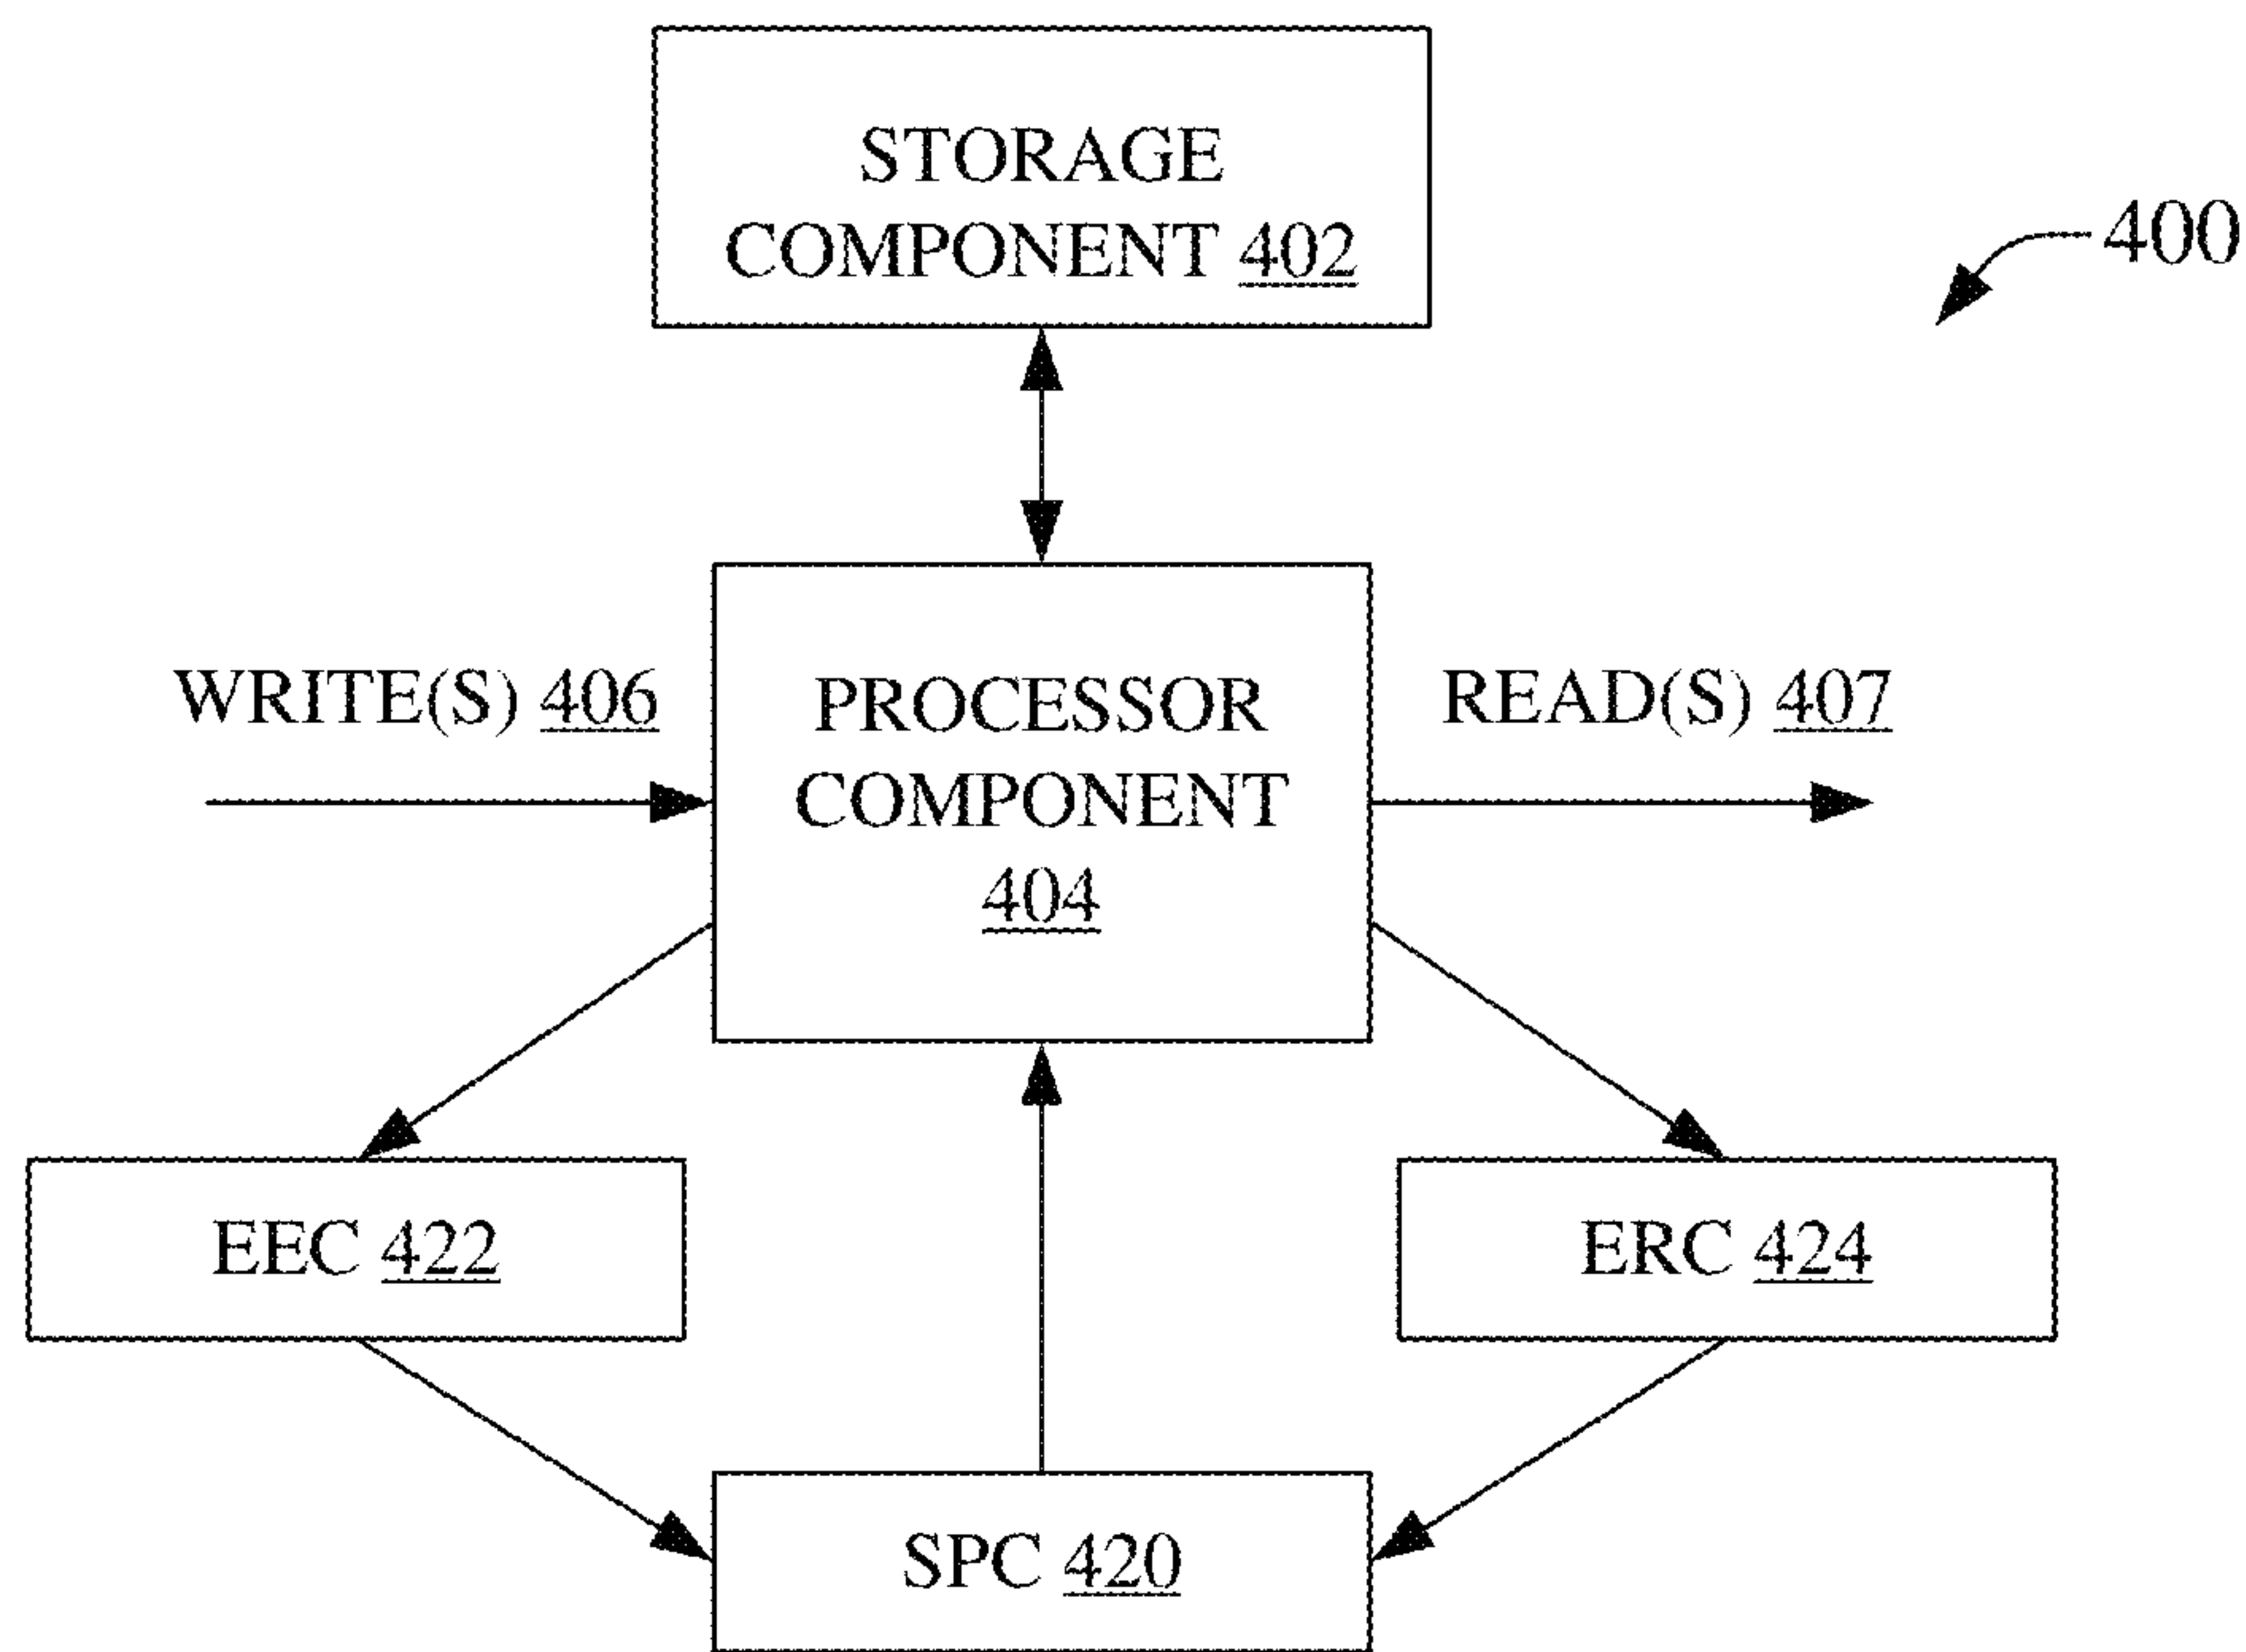 STORAGE
COMPONENT 402
400
WRITE(S) 406
PROCESSOR
COMPONENT
404
READ(S) 407
EEC 422
ERC 424
SPC 420